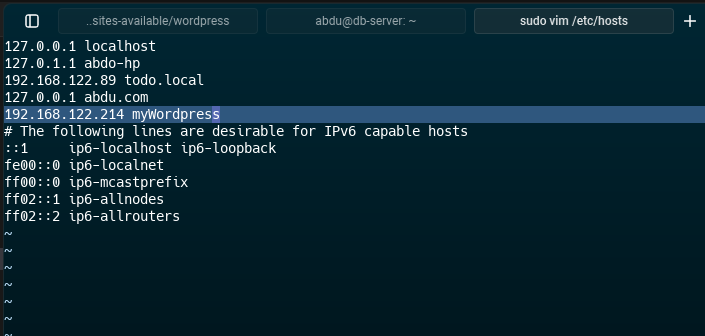 ..sites-available/wordpress
abdu@db-server: ~
sudo vim /etc/hosts
127.0.0.1 localhost
127.0.1.1 abdo-hp
192.168.122.89 todo.local
127.0.0.1 abdu.com
192.168.122.214 myWordpress
# The following lines are desirable for IPv6 capable hosts
::1     ip6-localhost ip6-loopback
fe00::0 ip6-localnet
ff00::0 ip6-mcastprefix
ff02::1 ip6-allnodes
ff02::2 ip6-allrouters
~
~
~
~
~
~
~